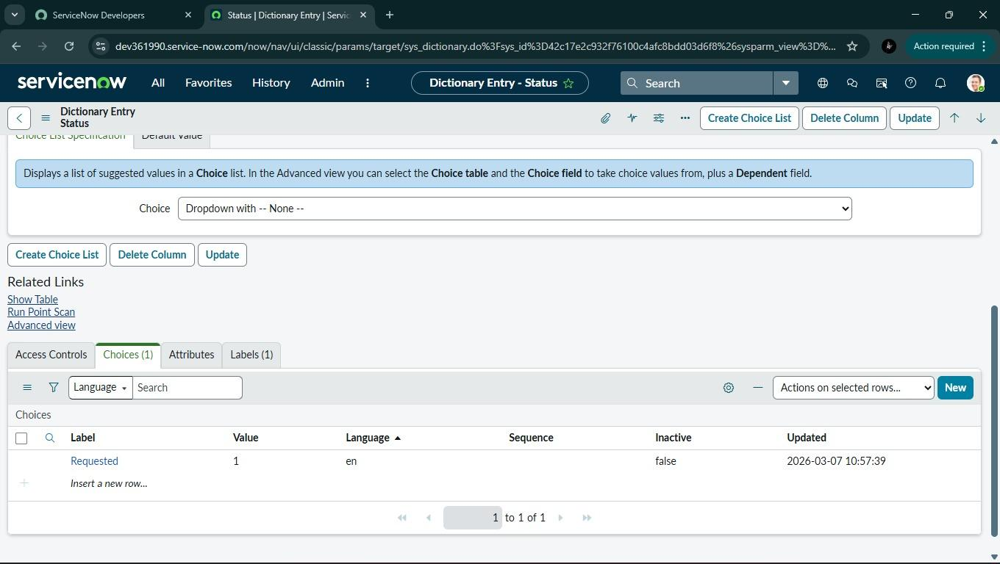 ServiceNow Developers
Status | Dictionary Entry | Servic
dev361990.service-now.com/now/nav/ui/classic/params/target/sys_dictionary.do%3Fsys_id%3D42c17e2c932f76100c4afc8bdd03d6f8%26sysparm_view%3D%...
Action required
servicenow
All
Favorites
History
Admin
Dictionary Entry - Status
Search
Dictionary Entry
Status
Create Choice List
Delete Column
Update
Choice List Specification
Default Value
Displays a list of suggested values in a Choice list. In the Advanced view you can select the Choice table and the Choice field to take choice values from, plus a Dependent field.
Choice
Dropdown with -- None --
Create Choice List
Delete Column
Update
Related Links
Show Table
Run Point Scan
Advanced view
Access Controls
Choices (1)
Attributes
Labels (1)
Language
Search
Actions on selected rows...
New
Choices
Label Value Language Sequence Inactive Updated
Requested 1 en false 2026-03-07 10:57:39
Insert a new row...
1 to 1 of 1